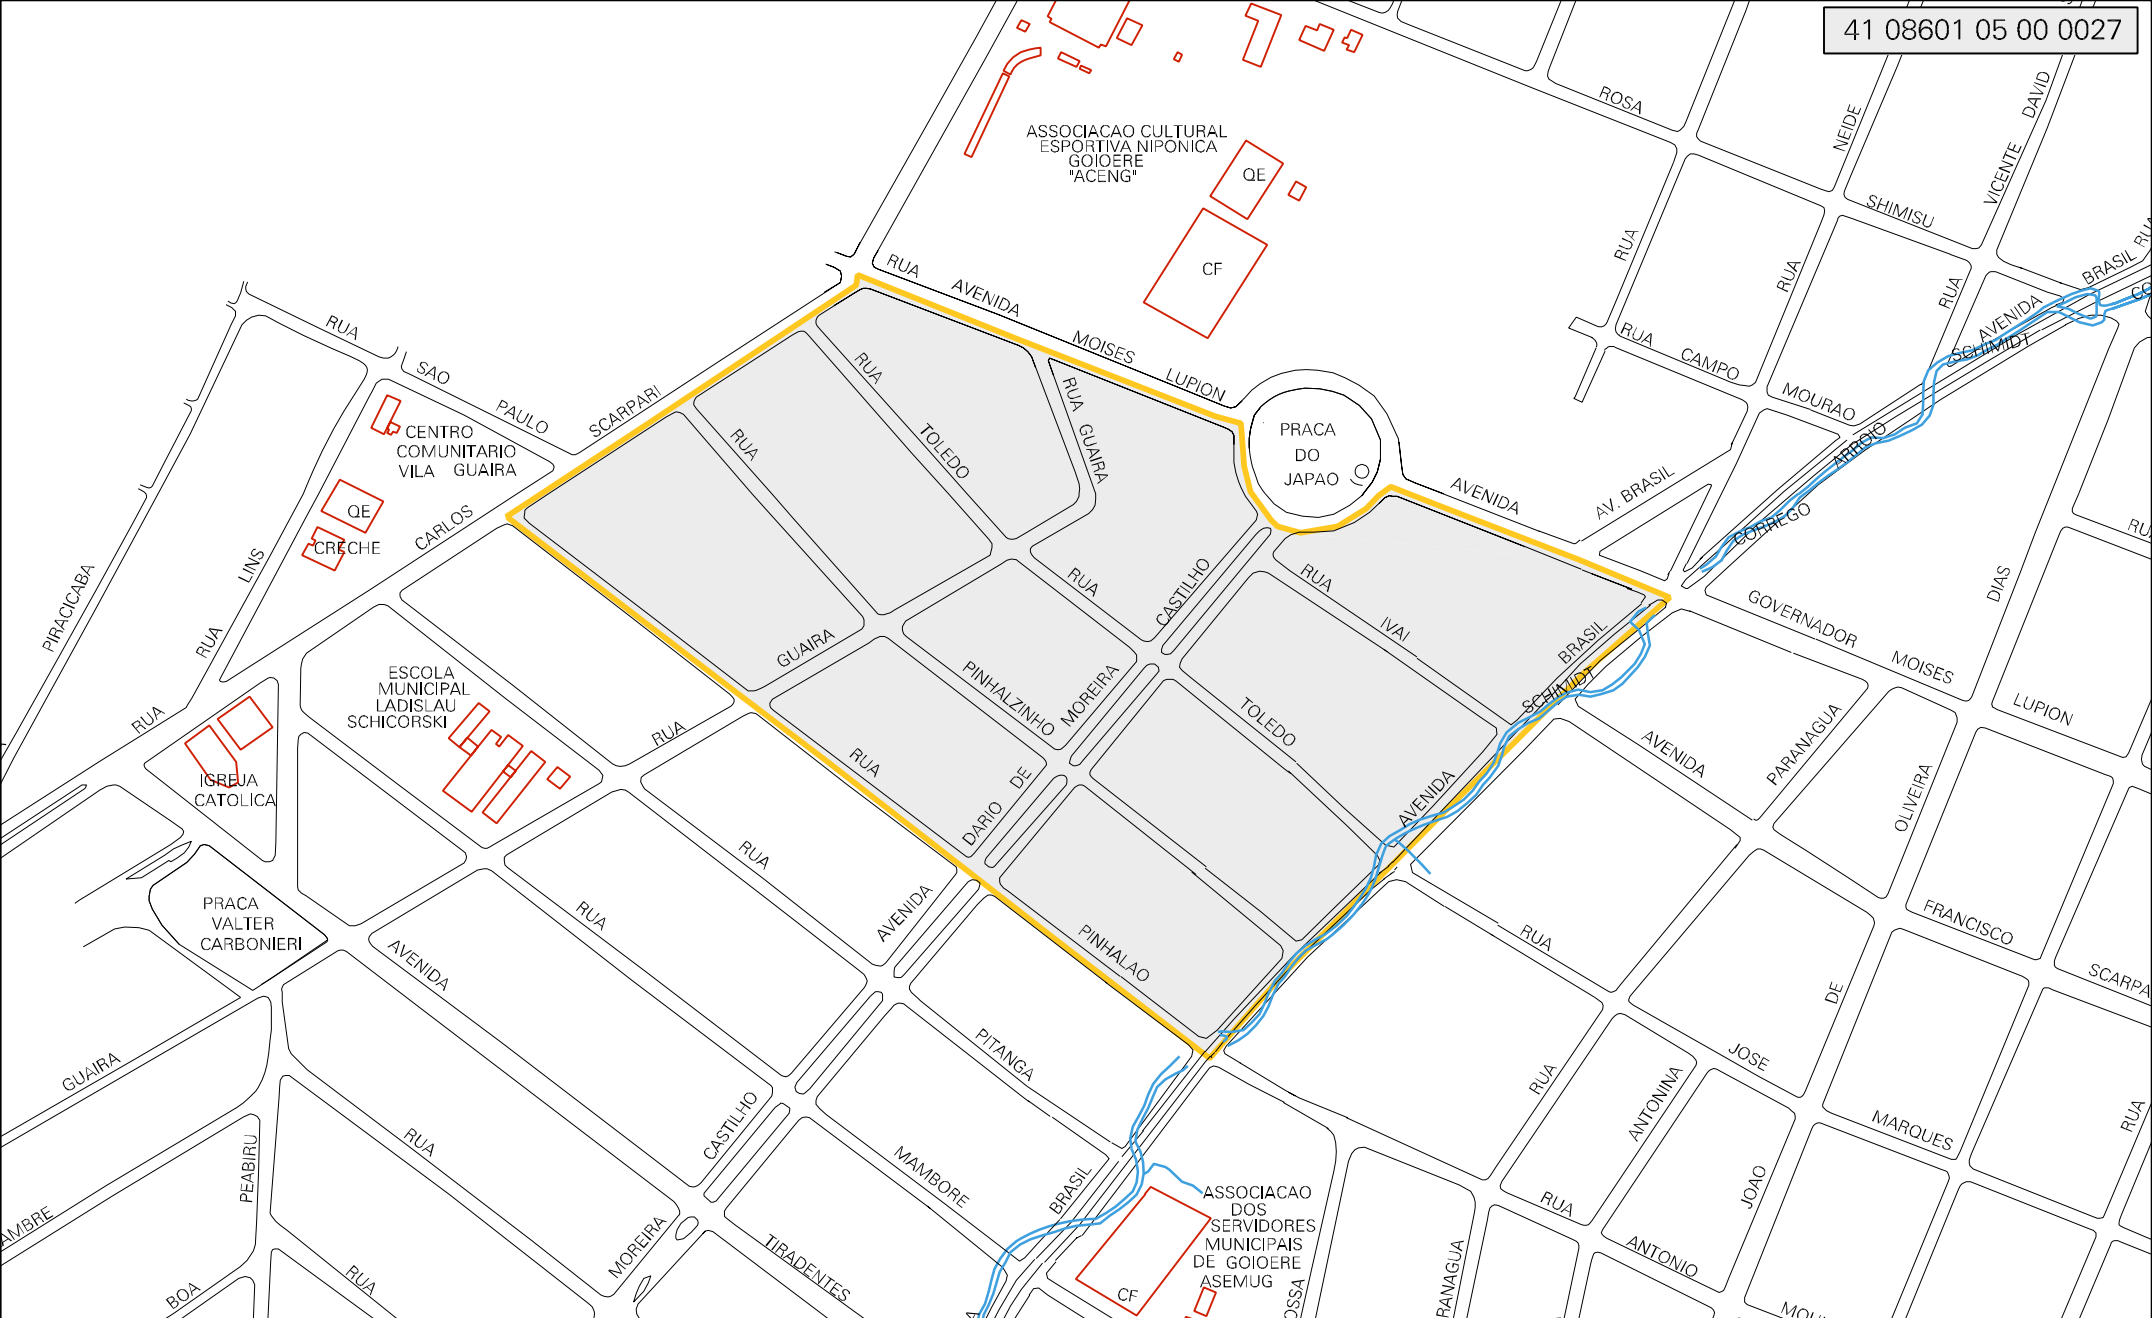 41 08601 05 00 0027
ROSA
NEIDE
DAVID
VICENTE
ASSOCIACAO CULTURAL
ESPORTIVA NIPONICA
GOIOERE
"ACENG"
QE
CF
SHIMISU
RUA
RUA
RUA
BRASIL
RUA
AVENIDA
SCHIMIDT
CO
RUA
AVENIDA
MOISES
LUPION
RUA
CAMPO
MOURAO
RUA
SAO
PAULO
SCARPARI
CARLOS
CENTRO
COMUNITARIO
VILA GUAIRA
QE
CRECHE
RUA
TOLEDO
RUA
GUAIRA
RUA
PRACA
DO
JAPAO
(O)
AVENIDA
AV. BRASIL
ARROIO
CORREGO
PIRACICABA
LINS
RUA
RUA
CASTILHO
RUA
IVAI
BRASIL
SCHIMIDT
GOVERNADOR
MOISES
LUPION
DIAS
GUAIRA
PINHALZINHO
MOREIRA
TOLEDO
AVENIDA
ESCOLA
MUNICIPAL
LADISLAU
SCHICORSKI
RUA
RUA
IGREJA
CATOLICA
RUA
DE
DARIO
AVENIDA
AVENIDA
PARANAGUA
OLIVEIRA
FRANCISCO
SCARPA
PRACA
VALTER
CARBONIERI
RUA
RUA
AVENIDA
PINHALAO
RUA
DE
JOSE
MARQUES
RUA
GUAIRA
PEABIRU
RUA
CASTILHO
PITANGA
MAMBORE
BRASIL
RUA
ANTONINA
JOAO
RUA
ANTONIO
AMBRE
BOA
RUA
MOREIRA
TIRADENTES
ASSOCIACAO
DOS
SERVIDORES
MUNICIPAIS
DE GOIOERE
ASEMUG
CF
OSSA
RANAGUA